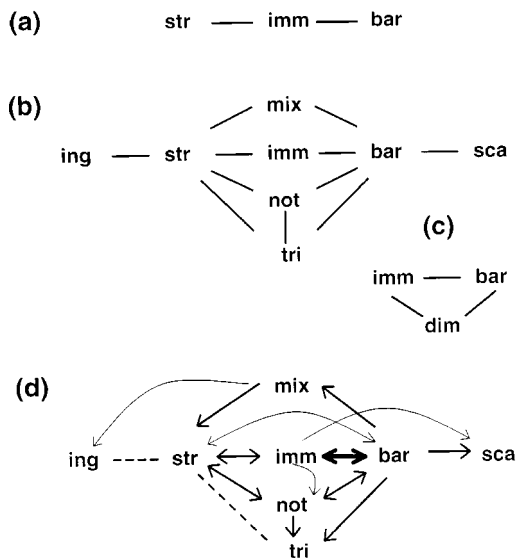 (a) str imm bar
(b) mix
ing str imm bar sca
not
tri
(c)
imm bar
dim
(d) mix
ing str imm bar sca
not
tri